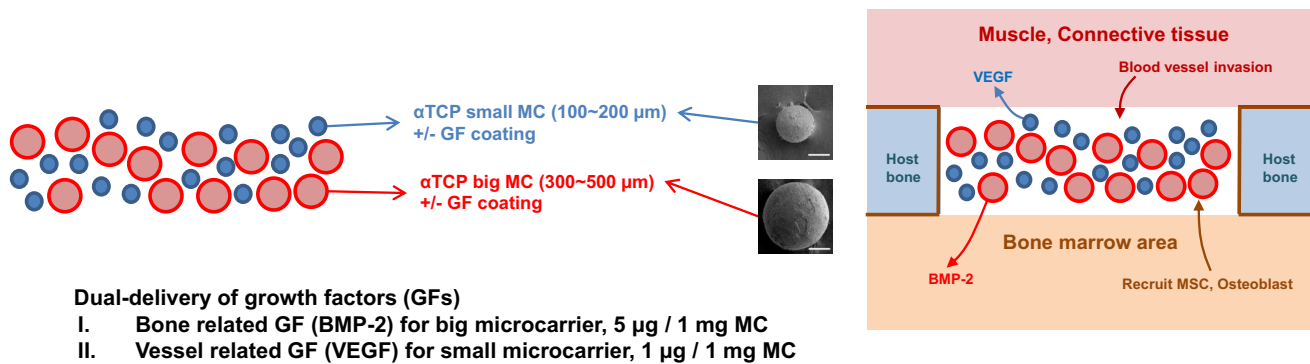 αTCP small MC (100~200 µm)
+/- GF coating
αTCP big MC (300~500 µm)
+/- GF coating
Dual-delivery of growth factors (GFs)
I. Bone related GF (BMP-2) for big microcarrier, 5 µg / 1 mg MC
II. Vessel related GF (VEGF) for small microcarrier, 1 µg / 1 mg MC
Muscle, Connective tissue
VEGF
Blood vessel invasion
Host
bone
Host
bone
Bone marrow area
BMP-2
Recruit MSC, Osteoblast